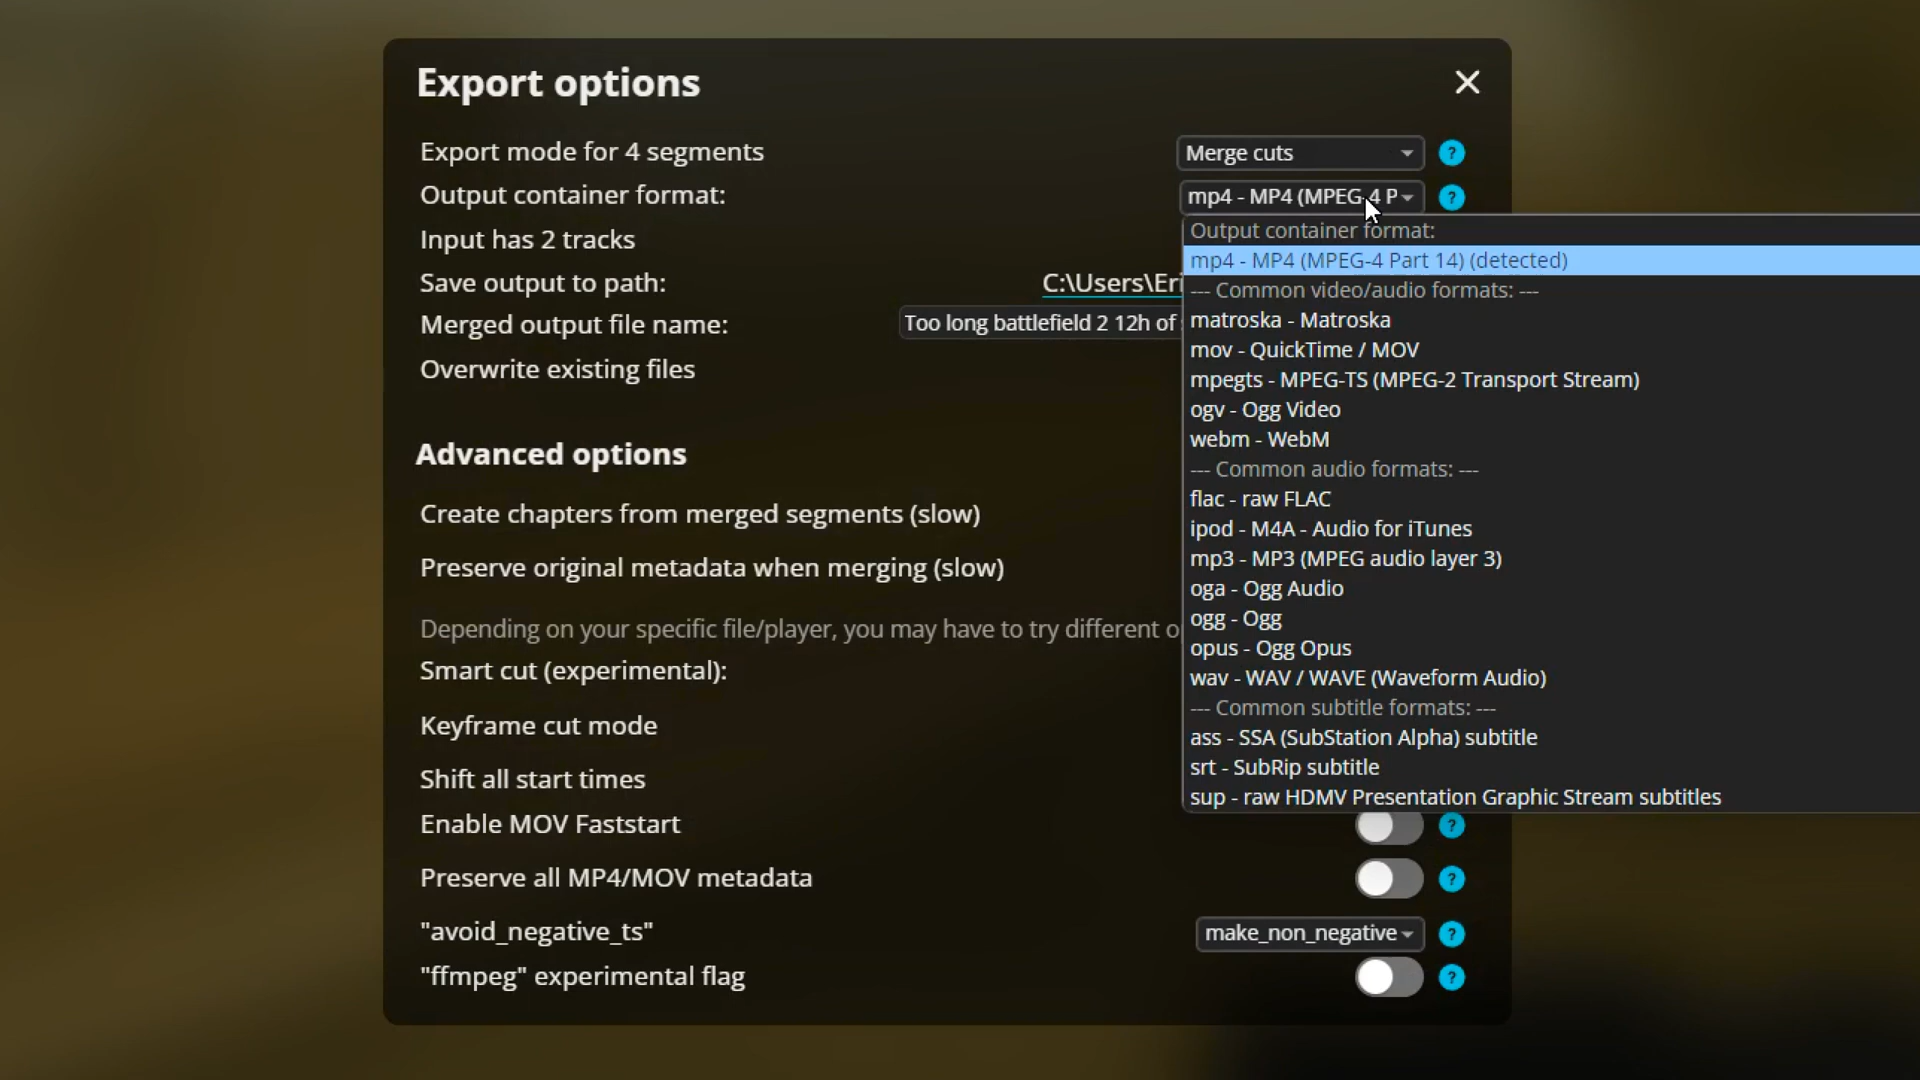 Export options
Export mode for 4 segments
Merge cuts
?
Output container format:
mp4 - MP4 (MPEG-4 P
?
Input has 2 tracks
Save output to path:
C:\Users\Eri
Merged output file name:
Too long battlefield 2 12h of
Overwrite existing files
Output container format:
mp4 - MP4 (MPEG-4 Part 14) (detected)
--- Common video/audio formats: ---
matroska - Matroska
mov - QuickTime / MOV
mpegts - MPEG-TS (MPEG-2 Transport Stream)
ogv - Ogg Video
webm - WebM
--- Common audio formats: ---
flac - raw FLAC
ipod - M4A - Audio for iTunes
mp3 - MP3 (MPEG audio layer 3)
oga - Ogg Audio
ogg - Ogg
opus - Ogg Opus
wav - WAV / WAVE (Waveform Audio)
--- Common subtitle formats: ---
ass - SSA (SubStation Alpha) subtitle
srt - SubRip subtitle
sup - raw HDMV Presentation Graphic Stream subtitles
Advanced options
Create chapters from merged segments (slow)
Preserve original metadata when merging (slow)
Depending on your specific file/player, you may have to try different o
Smart cut (experimental):
Keyframe cut mode
Shift all start times
Enable MOV Faststart
?
Preserve all MP4/MOV metadata
?
"avoid_negative_ts"
make_non_negative
?
"ffmpeg" experimental flag
?